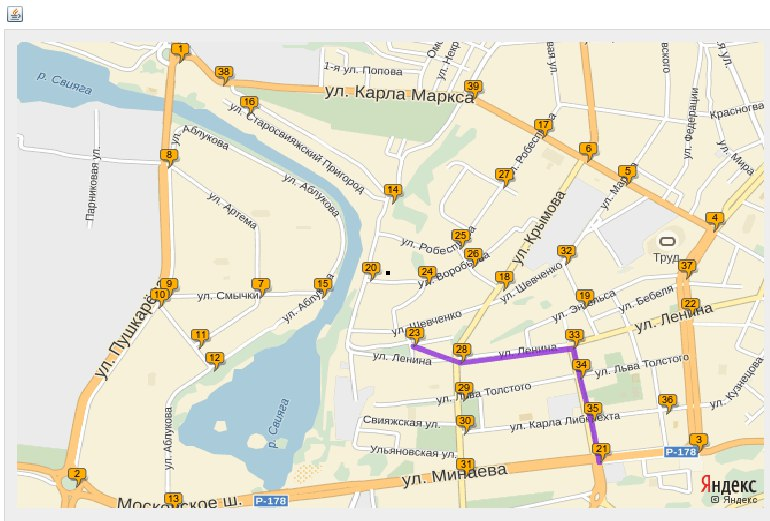 1
р. Свияга
38
1-я ул. Попова
ул. Некр
ул. Карла Маркса
39
16
ул. Старосвияжский Пригород
17
ул. Федерации
Красногва
ул. Мира
ул. Аблукова
8
6
5
27
ул. Робеспьера
ул. Аблукова
14
Парниковая ул.
ул. Артема
ул. Крымова
4
25
ул. Робеспьера
26
32
Труд
20
24
ул. Воробьева
18
ул. Шевченко
37
9
10
ул. Смычки
7
15
ул. Аблукова
19
ул. Энгельса
ул. Бебеля
22
ул. Пушкарева
11
ул. Шевченко
23
33
ул. Ленина
12
ул. Ленина
28
ул. Ленина
34
ул. Льва Толстого
29
ул. Льва Толстого
ул. Кузнецова
р. Свияга
ул. Аблукова
36
35
Свияжская ул.
30
ул. Карла Либкнехта
3
Ульяновская ул.
21
Р-178
31
ул. Минаева
2
13
Московское ш.
Р-178
Яндекс
© Яндекс